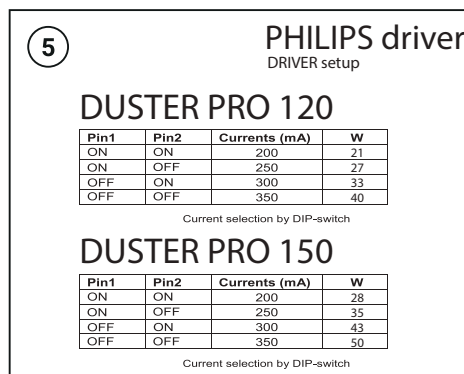 5
PHILIPS driver
DRIVER setup
DUSTER PRO 120
Pin1 Pin2 Currents (mA) W
ON ON 200 21
ON OFF 250 27
OFF ON 300 33
OFF OFF 350 40
Current selection by DIP-switch
DUSTER PRO 150
Pin1 Pin2 Currents (mA) W
ON ON 200 28
ON OFF 250 35
OFF ON 300 43
OFF OFF 350 50
Current selection by DIP-switch